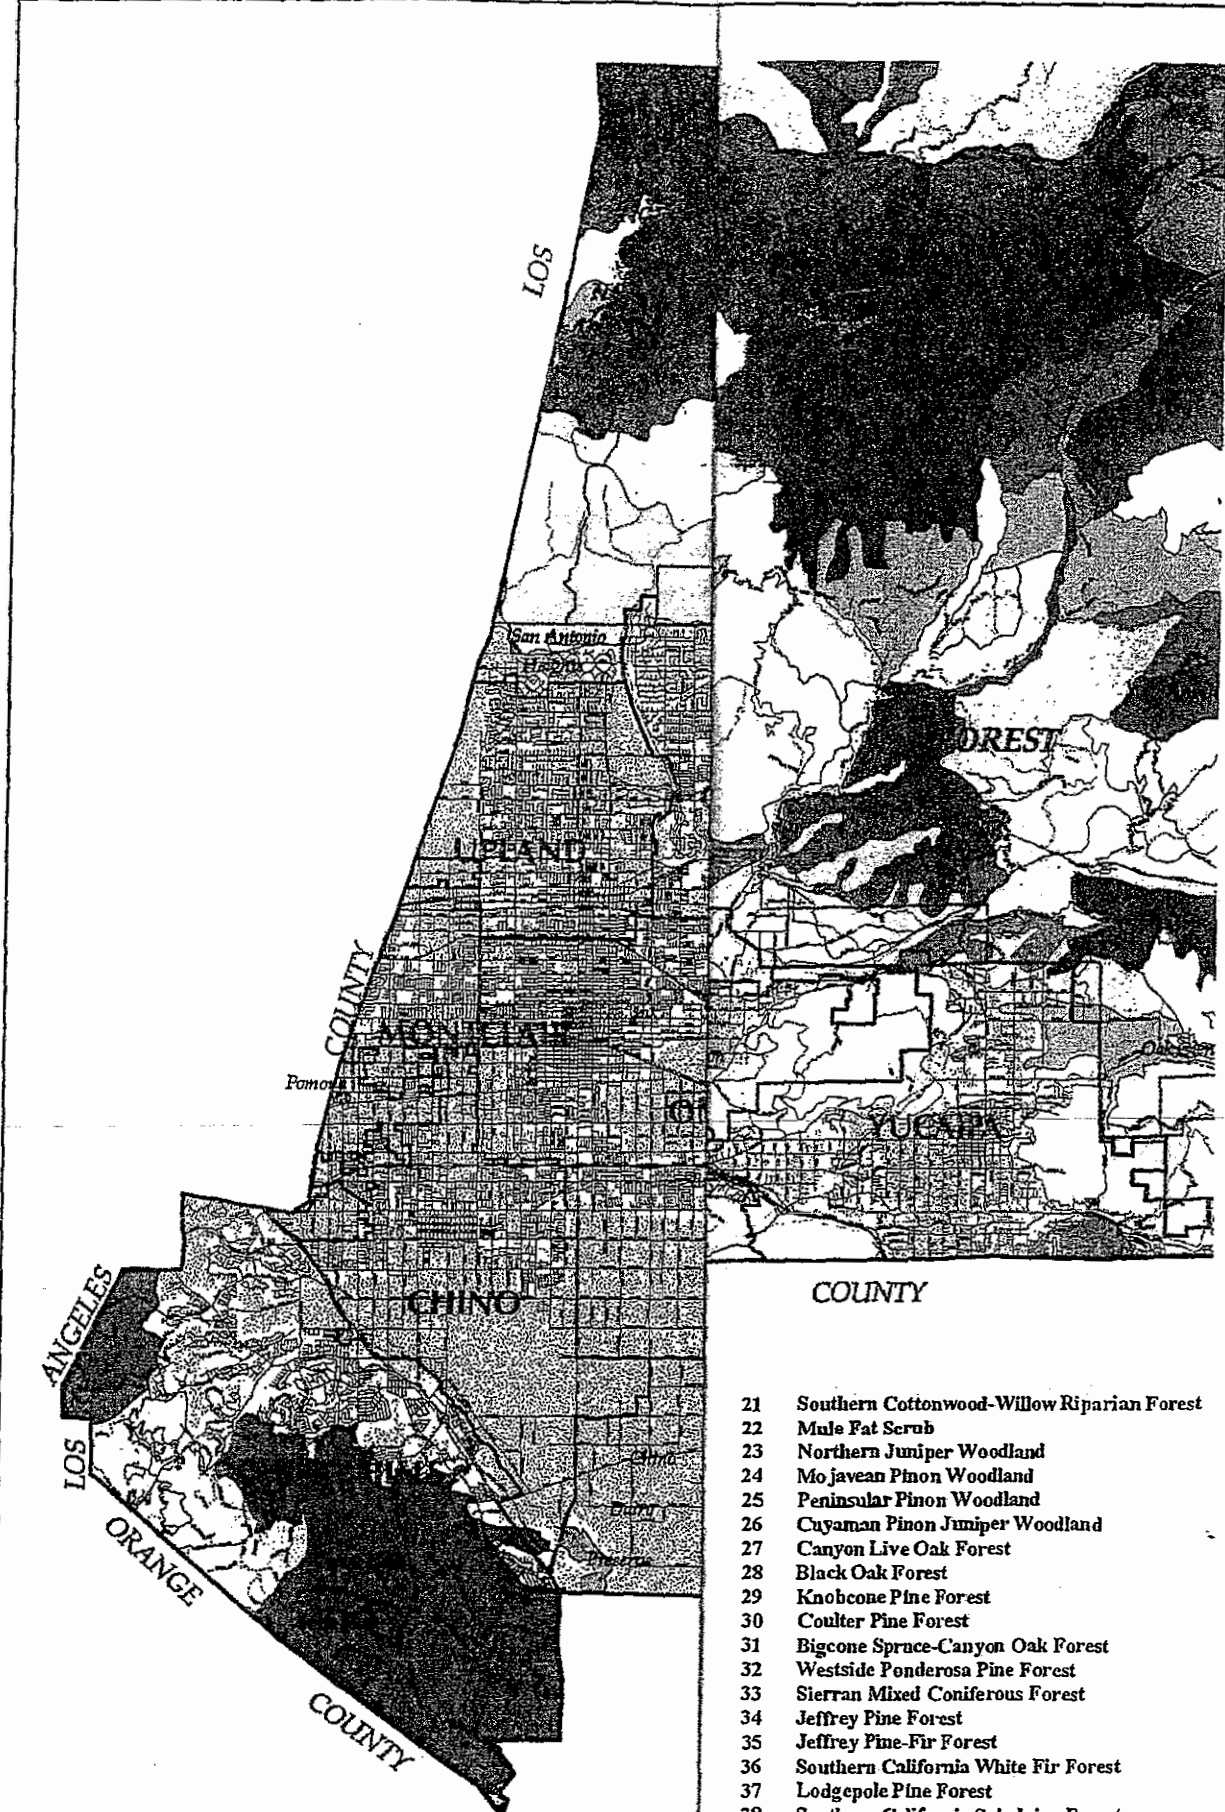 LOS
San Antonio
Heights
FOREST
UPLAND
COUNTY
MONTCLAIR
Pomona
YUCAIPA
COUNTY
ANGELES
CHINO
LOS
HILLS
Chino
Dairy
Preserve
ORANGE
COUNTY
21 Southern Cottonwood-Willow Riparian Forest
22 Mule Fat Scrub
23 Northern Juniper Woodland
24 Mojavean Pinon Woodland
25 Peninsular Pinon Woodland
26 Cuyaman Pinon Juniper Woodland
27 Canyon Live Oak Forest
28 Black Oak Forest
29 Knobcone Pine Forest
30 Coulter Pine Forest
31 Bigcone Spruce-Canyon Oak Forest
32 Westside Ponderosa Pine Forest
33 Sierran Mixed Coniferous Forest
34 Jeffrey Pine Forest
35 Jeffrey Pine-Fir Forest
36 Southern California White Fir Forest
37 Lodgepole Pine Forest